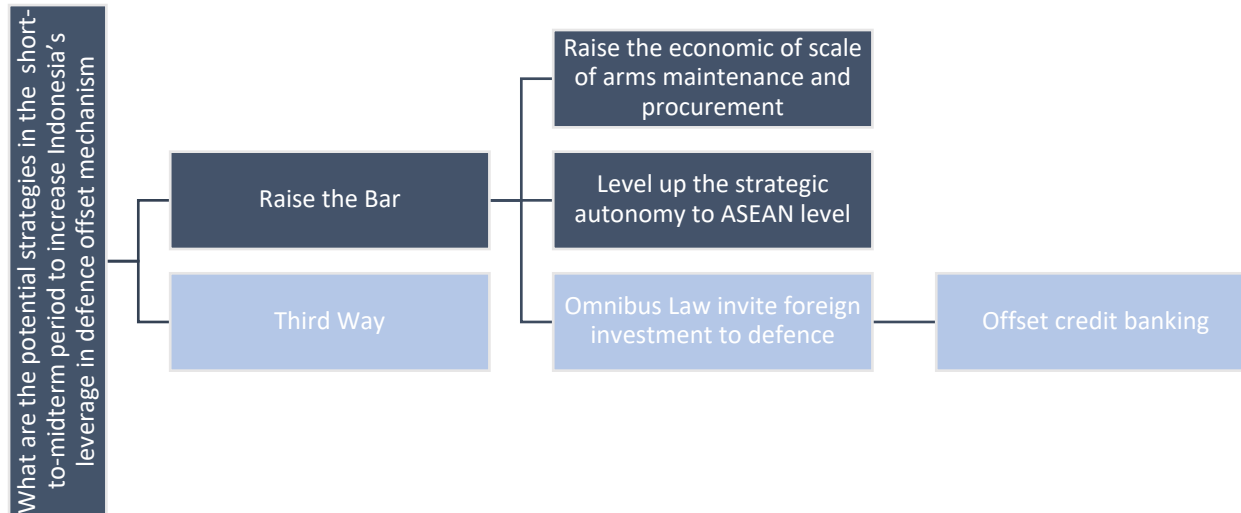 What are the potential strategies in the short-
to-midterm period to increase Indonesia’s
leverage in defence offset mechanism
Raise the Bar
Third Way
Raise the economic of scale
of arms maintenance and
procurement
Level up the strategic
autonomy to ASEAN level
Omnibus Law invite foreign
investment to defence
Offset credit banking